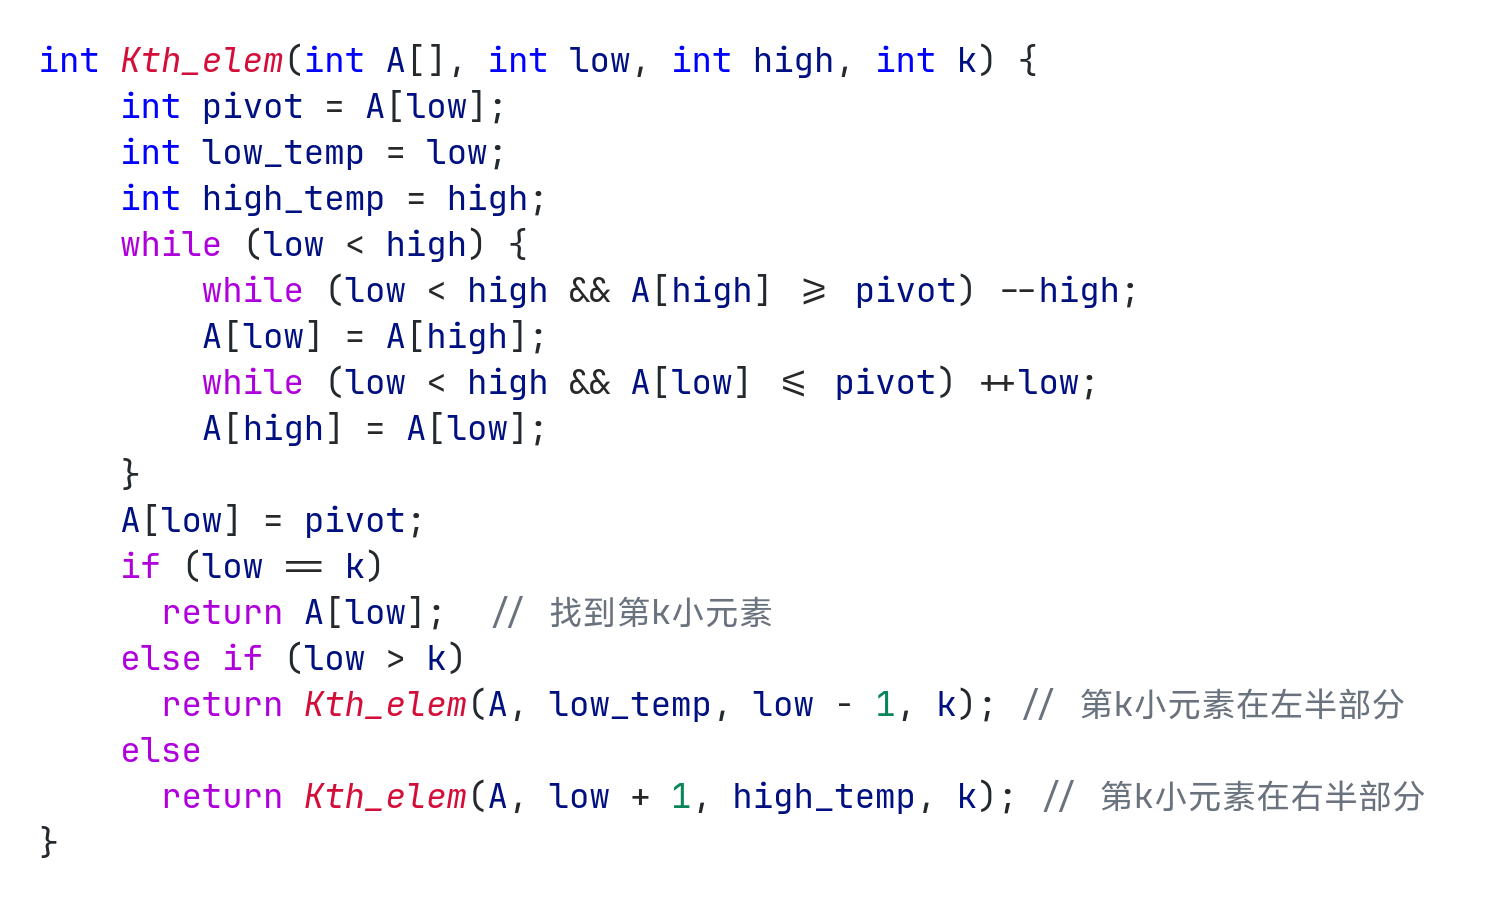 int Kth_elem(int A[], int low, int high, int k) {
    int pivot = A[low];
    int low_temp = low;
    int high_temp = high;
    while (low < high) {
        while (low < high && A[high] >= pivot) --high;
        A[low] = A[high];
        while (low < high && A[low] <= pivot) ++low;
        A[high] = A[low];
    }
    A[low] = pivot;
    if (low == k)
      return A[low];  // 找到第k小元素
    else if (low > k)
      return Kth_elem(A, low_temp, low - 1, k); // 第k小元素在左半部分
    else
      return Kth_elem(A, low + 1, high_temp, k); // 第k小元素在右半部分
}